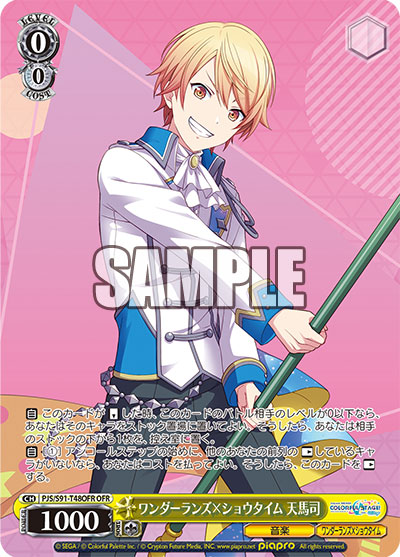 LEVEL
0
0
COST
SAMPLE
自 このカードが した時、このカードのバトル相手のレベルが0以下なら、
あなたはそのキャラをストック置場に置いてよい。そうしたら、あなたは相手
のストックの下から1枚を、控え室に置く。
自 [(1)] アンコールステップの始めに、他のあなたの前列の しているキャ
ラがいないなら、あなたはコストを払ってよい。そうしたら、このカードを
する。
CH PJS/S91-T48OFR OFR
ワンダーランズ×ショウタイム 天馬司
POWER
1000
音楽
ワンダーランズ×ショウタイム
© SEGA / © Colorful Palette Inc. / © Crypton Future Media, INC. www.piapro.net piapro All rights reserved.